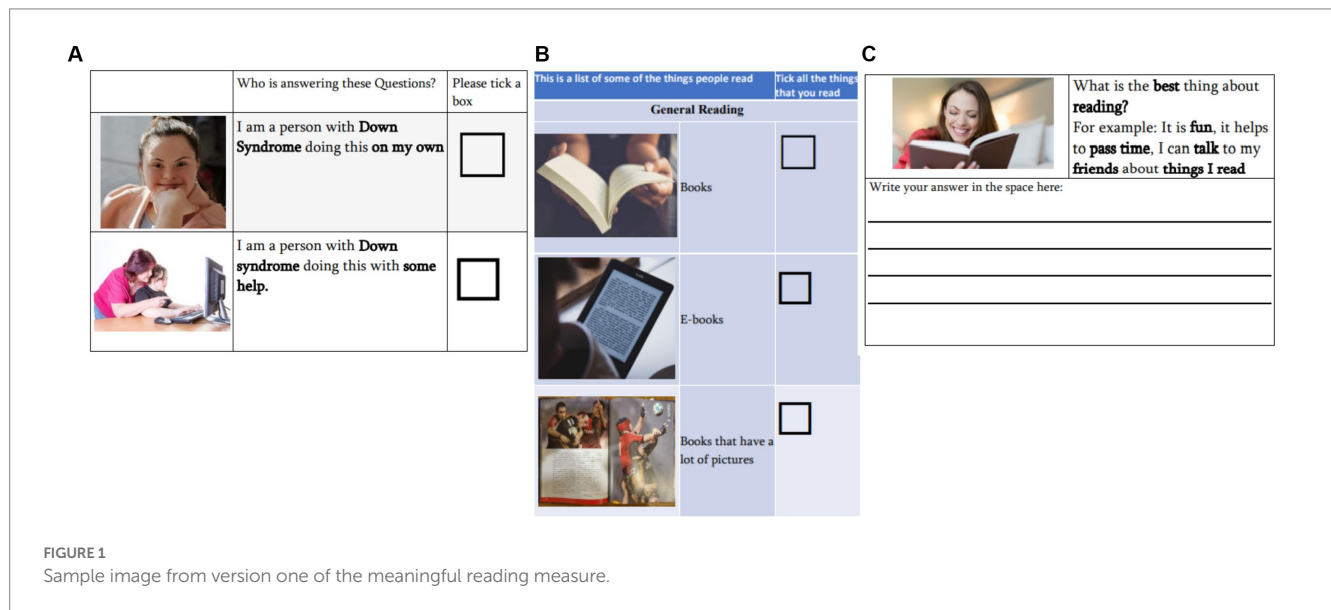 A
Who is answering these Questions?
Please tick a
box
I am a person with Down
Syndrome doing this on my own
I am a person with Down
syndrome doing this with some
help.
B
This is a list of some of the things people read
Tick all the things
that you read
General Reading
Books
E-books
Books that have a
lot of pictures
C
What is the best thing about
reading?
For example: It is fun, it helps
to pass time, I can talk to my
friends about things I read
Write your answer in the space here:
FIGURE 1
Sample image from version one of the meaningful reading measure.